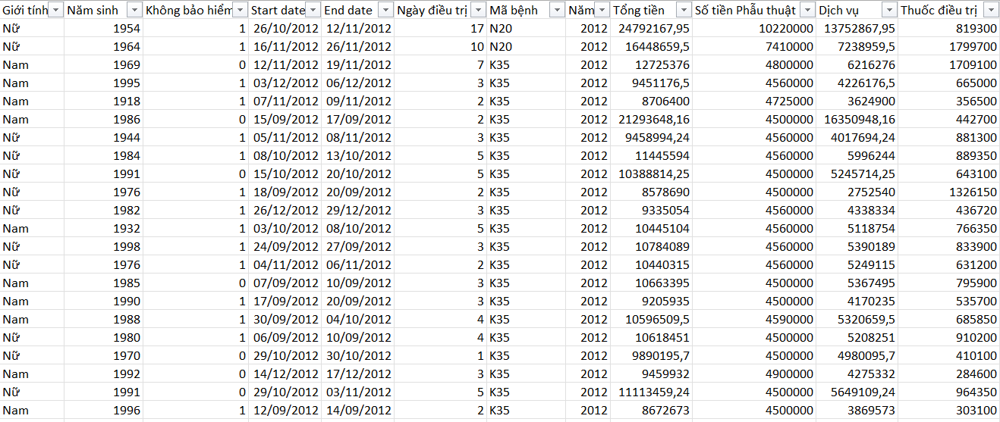 Giới tính Năm sinh Không bảo hiểm Start date End date Ngày điều trị Mã bệnh Năm Tổng tiền Số tiền Phẫu thuật Dịch vụ Thuốc điều trị
Nữ 1954 1 26/10/2012 12/11/2012 17 N20 2012 24792167,95 10220000 13752867,95 819300
Nữ 1964 1 16/11/2012 26/11/2012 10 N20 2012 16448659,5 7410000 7238959,5 1799700
Nam 1969 0 12/11/2012 19/11/2012 7 K35 2012 12725376 4800000 6216276 1709100
Nam 1995 1 03/12/2012 06/12/2012 3 K35 2012 9451176,5 4560000 4226176,5 665000
Nam 1918 1 07/11/2012 09/11/2012 2 K35 2012 8706400 4725000 3624900 356500
Nam 1986 0 15/09/2012 17/09/2012 2 K35 2012 21293648,16 4500000 16350948,16 442700
Nữ 1944 1 05/11/2012 08/11/2012 3 K35 2012 9458994,24 4560000 4017694,24 881300
Nữ 1984 1 08/10/2012 13/10/2012 5 K35 2012 11445594 4560000 5996244 889350
Nữ 1991 0 15/10/2012 20/10/2012 5 K35 2012 10388814,25 4500000 5245714,25 643100
Nữ 1976 1 18/09/2012 20/09/2012 2 K35 2012 8578690 4500000 2752540 1326150
Nữ 1982 1 26/12/2012 29/12/2012 3 K35 2012 9335054 4560000 4338334 436720
Nam 1932 1 03/10/2012 08/10/2012 5 K35 2012 10445104 4560000 5118754 766350
Nữ 1998 1 24/09/2012 27/09/2012 3 K35 2012 10784089 4560000 5390189 833900
Nữ 1976 1 04/11/2012 06/11/2012 2 K35 2012 10440315 4560000 5249115 631200
Nam 1985 0 07/09/2012 10/09/2012 3 K35 2012 10663395 4500000 5367495 795900
Nam 1990 1 17/09/2012 20/09/2012 3 K35 2012 9205935 4500000 4170235 535700
Nam 1988 1 30/09/2012 04/10/2012 4 K35 2012 10596509,5 4590000 5320659,5 685850
Nữ 1980 1 06/09/2012 10/09/2012 4 K35 2012 10618451 4500000 5208251 910200
Nữ 1970 0 29/10/2012 30/10/2012 1 K35 2012 9890195,7 4500000 4980095,7 410100
Nam 1992 0 14/12/2012 17/12/2012 3 K35 2012 9459932 4900000 4275332 284600
Nữ 1991 0 29/10/2012 03/11/2012 5 K35 2012 11113459,24 4500000 5649109,24 964350
Nam 1996 1 12/09/2012 14/09/2012 2 K35 2012 8672673 4500000 3869573 303100